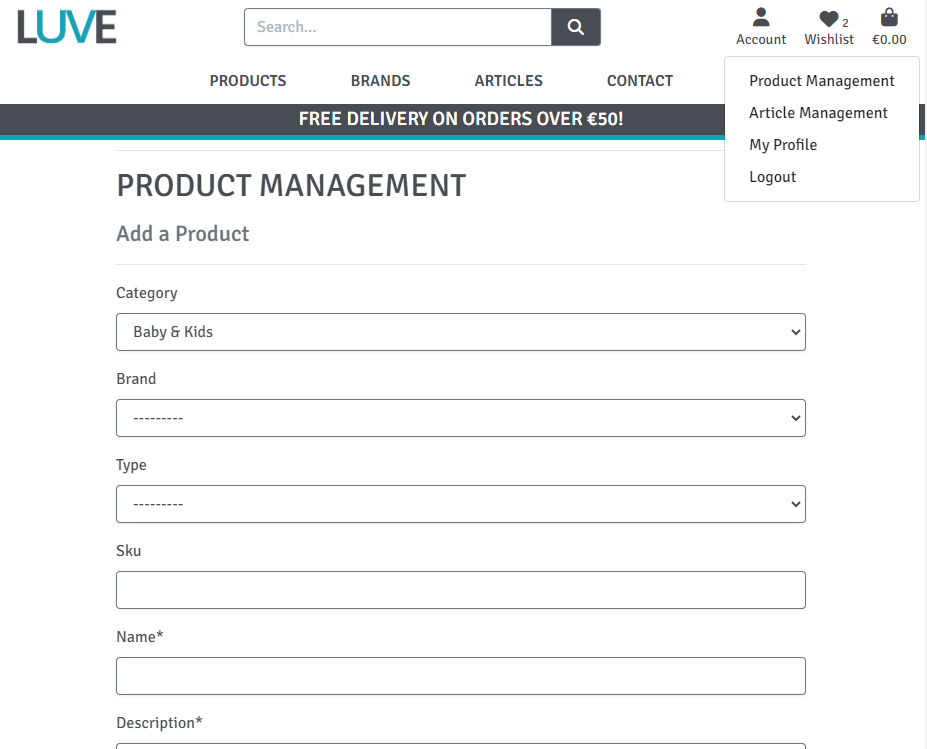 LUVE
Search...
Account
Wishlist 2
€0.00
PRODUCTS BRANDS ARTICLES CONTACT
FREE DELIVERY ON ORDERS OVER €50!
Product Management
Article Management
My Profile
Logout
PRODUCT MANAGEMENT
Add a Product
Category
Baby & Kids
Brand
---------
Type
---------
Sku
Name*
Description*